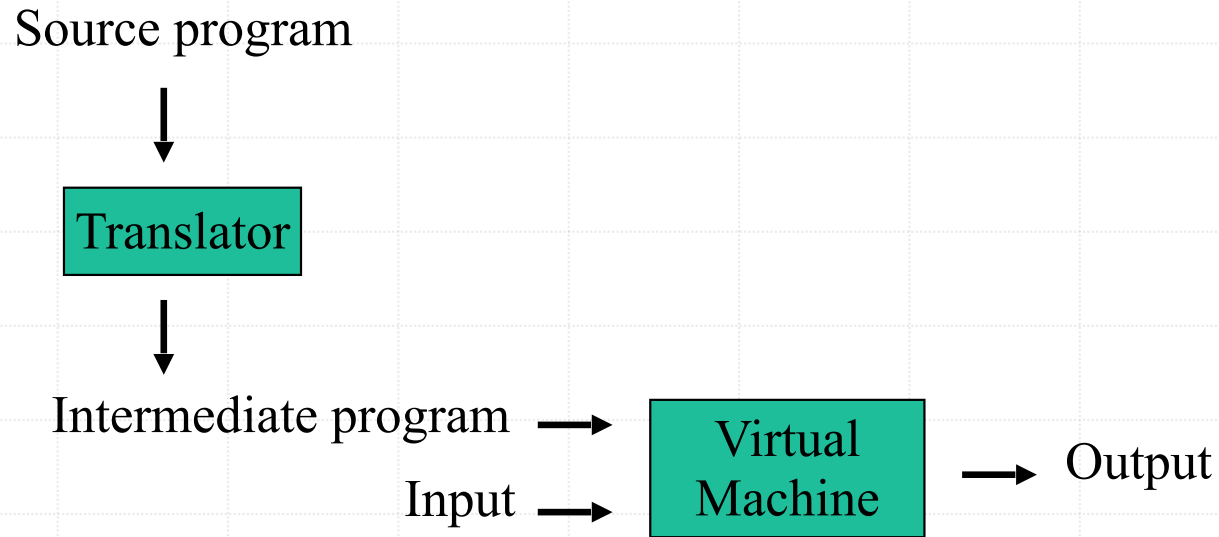 Source program
Translator
Intermediate program
Virtual
Machine
Output
Input